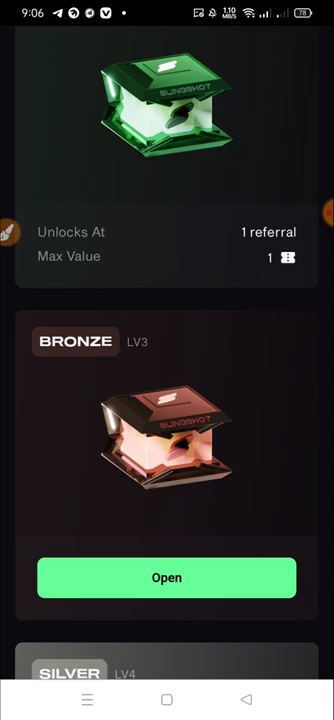 9:06
1.10
MB/S
78
SLINGSHOT
Unlocks At 1 referral
Max Value 1
BRONZE LV3
SLINGSHOT
Open
SILVER LV4